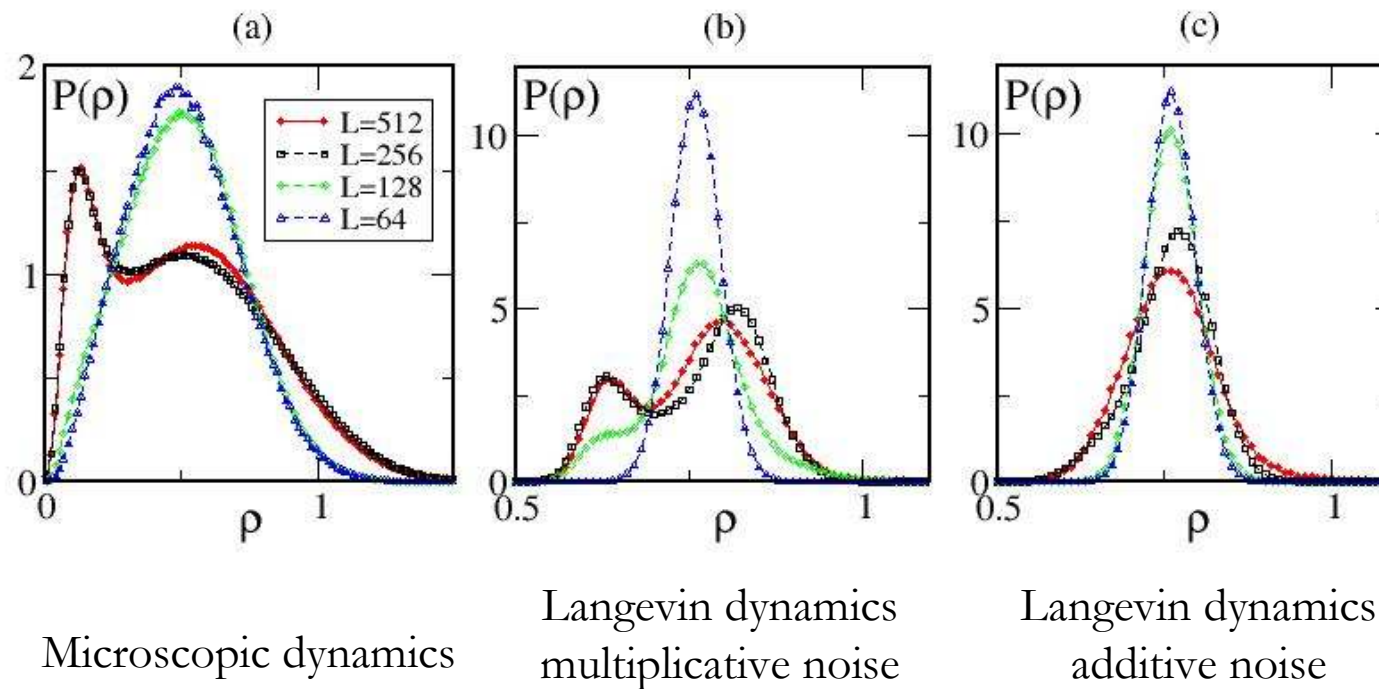 (a)
(b)
(c)
2
P(ρ)
L=512
L=256
L=128
L=64
1
0
0
1
ρ
P(ρ)
10
5
0
0.5
1
ρ
P(ρ)
10
5
0
0.5
1
ρ
Microscopic dynamics
Langevin dynamics
multiplicative noise
Langevin dynamics
additive noise